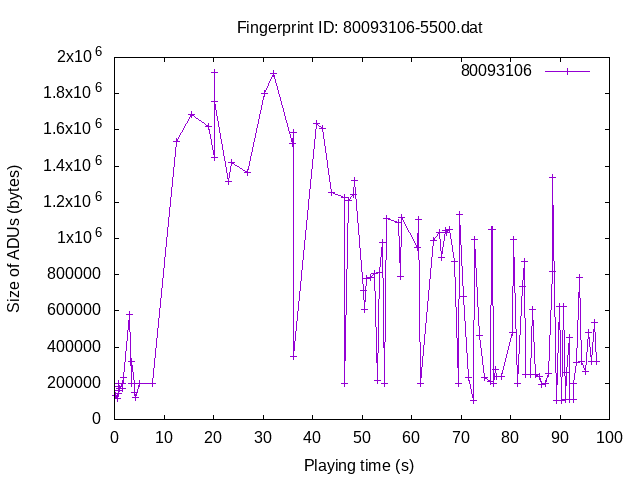 Fingerprint ID: 80093106-5500.dat
80093106
2x10^6
1.8x10^6
1.6x10^6
1.4x10^6
1.2x10^6
1x10^6
800000
600000
400000
200000
0
Size of ADUs (bytes)
0 10 20 30 40 50 60 70 80 90 100
Playing time (s)